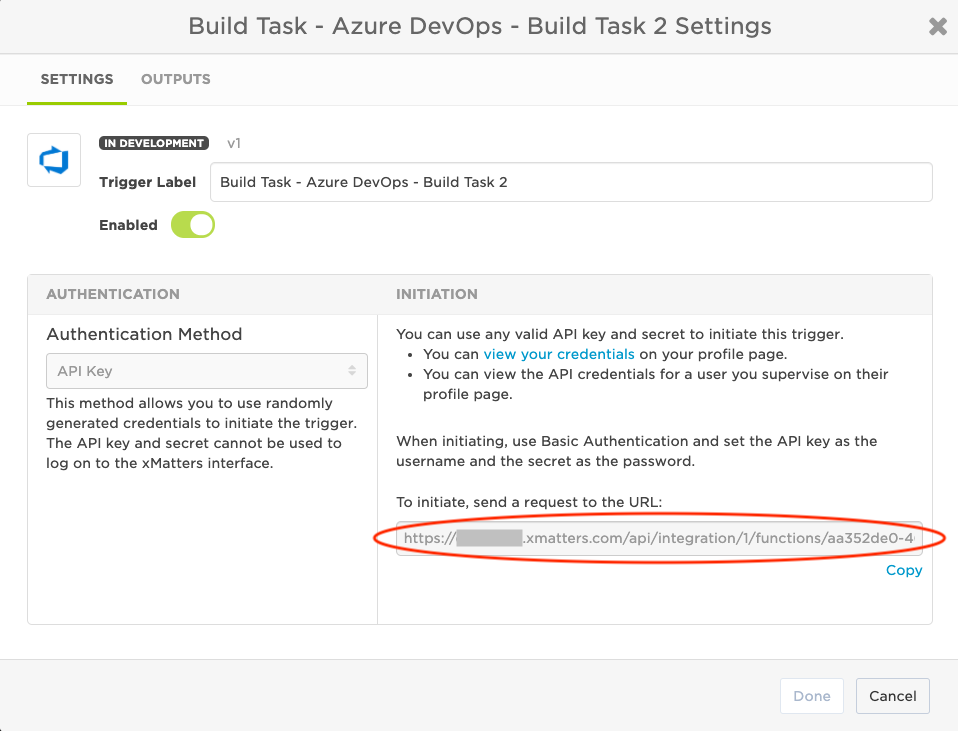 Build Task - Azure DevOps - Build Task 2 Settings
SETTINGS OUTPUTS
IN DEVELOPMENT v1
Trigger Label Build Task - Azure DevOps - Build Task 2
Enabled
AUTHENTICATION
Authentication Method
API Key
This method allows you to use randomly
generated credentials to initiate the trigger.
The API key and secret cannot be used to
log on to the xMatters interface.
INITIATION
You can use any valid API key and secret to initiate this trigger.
• You can view your credentials on your profile page.
• You can view the API credentials for a user you supervise on their
profile page.
When initiating, use Basic Authentication and set the API key as the
username and the secret as the password.
To initiate, send a request to the URL:
https:// .xmatters.com/api/integration/1/functions/aa352de0-4
Copy
Done Cancel